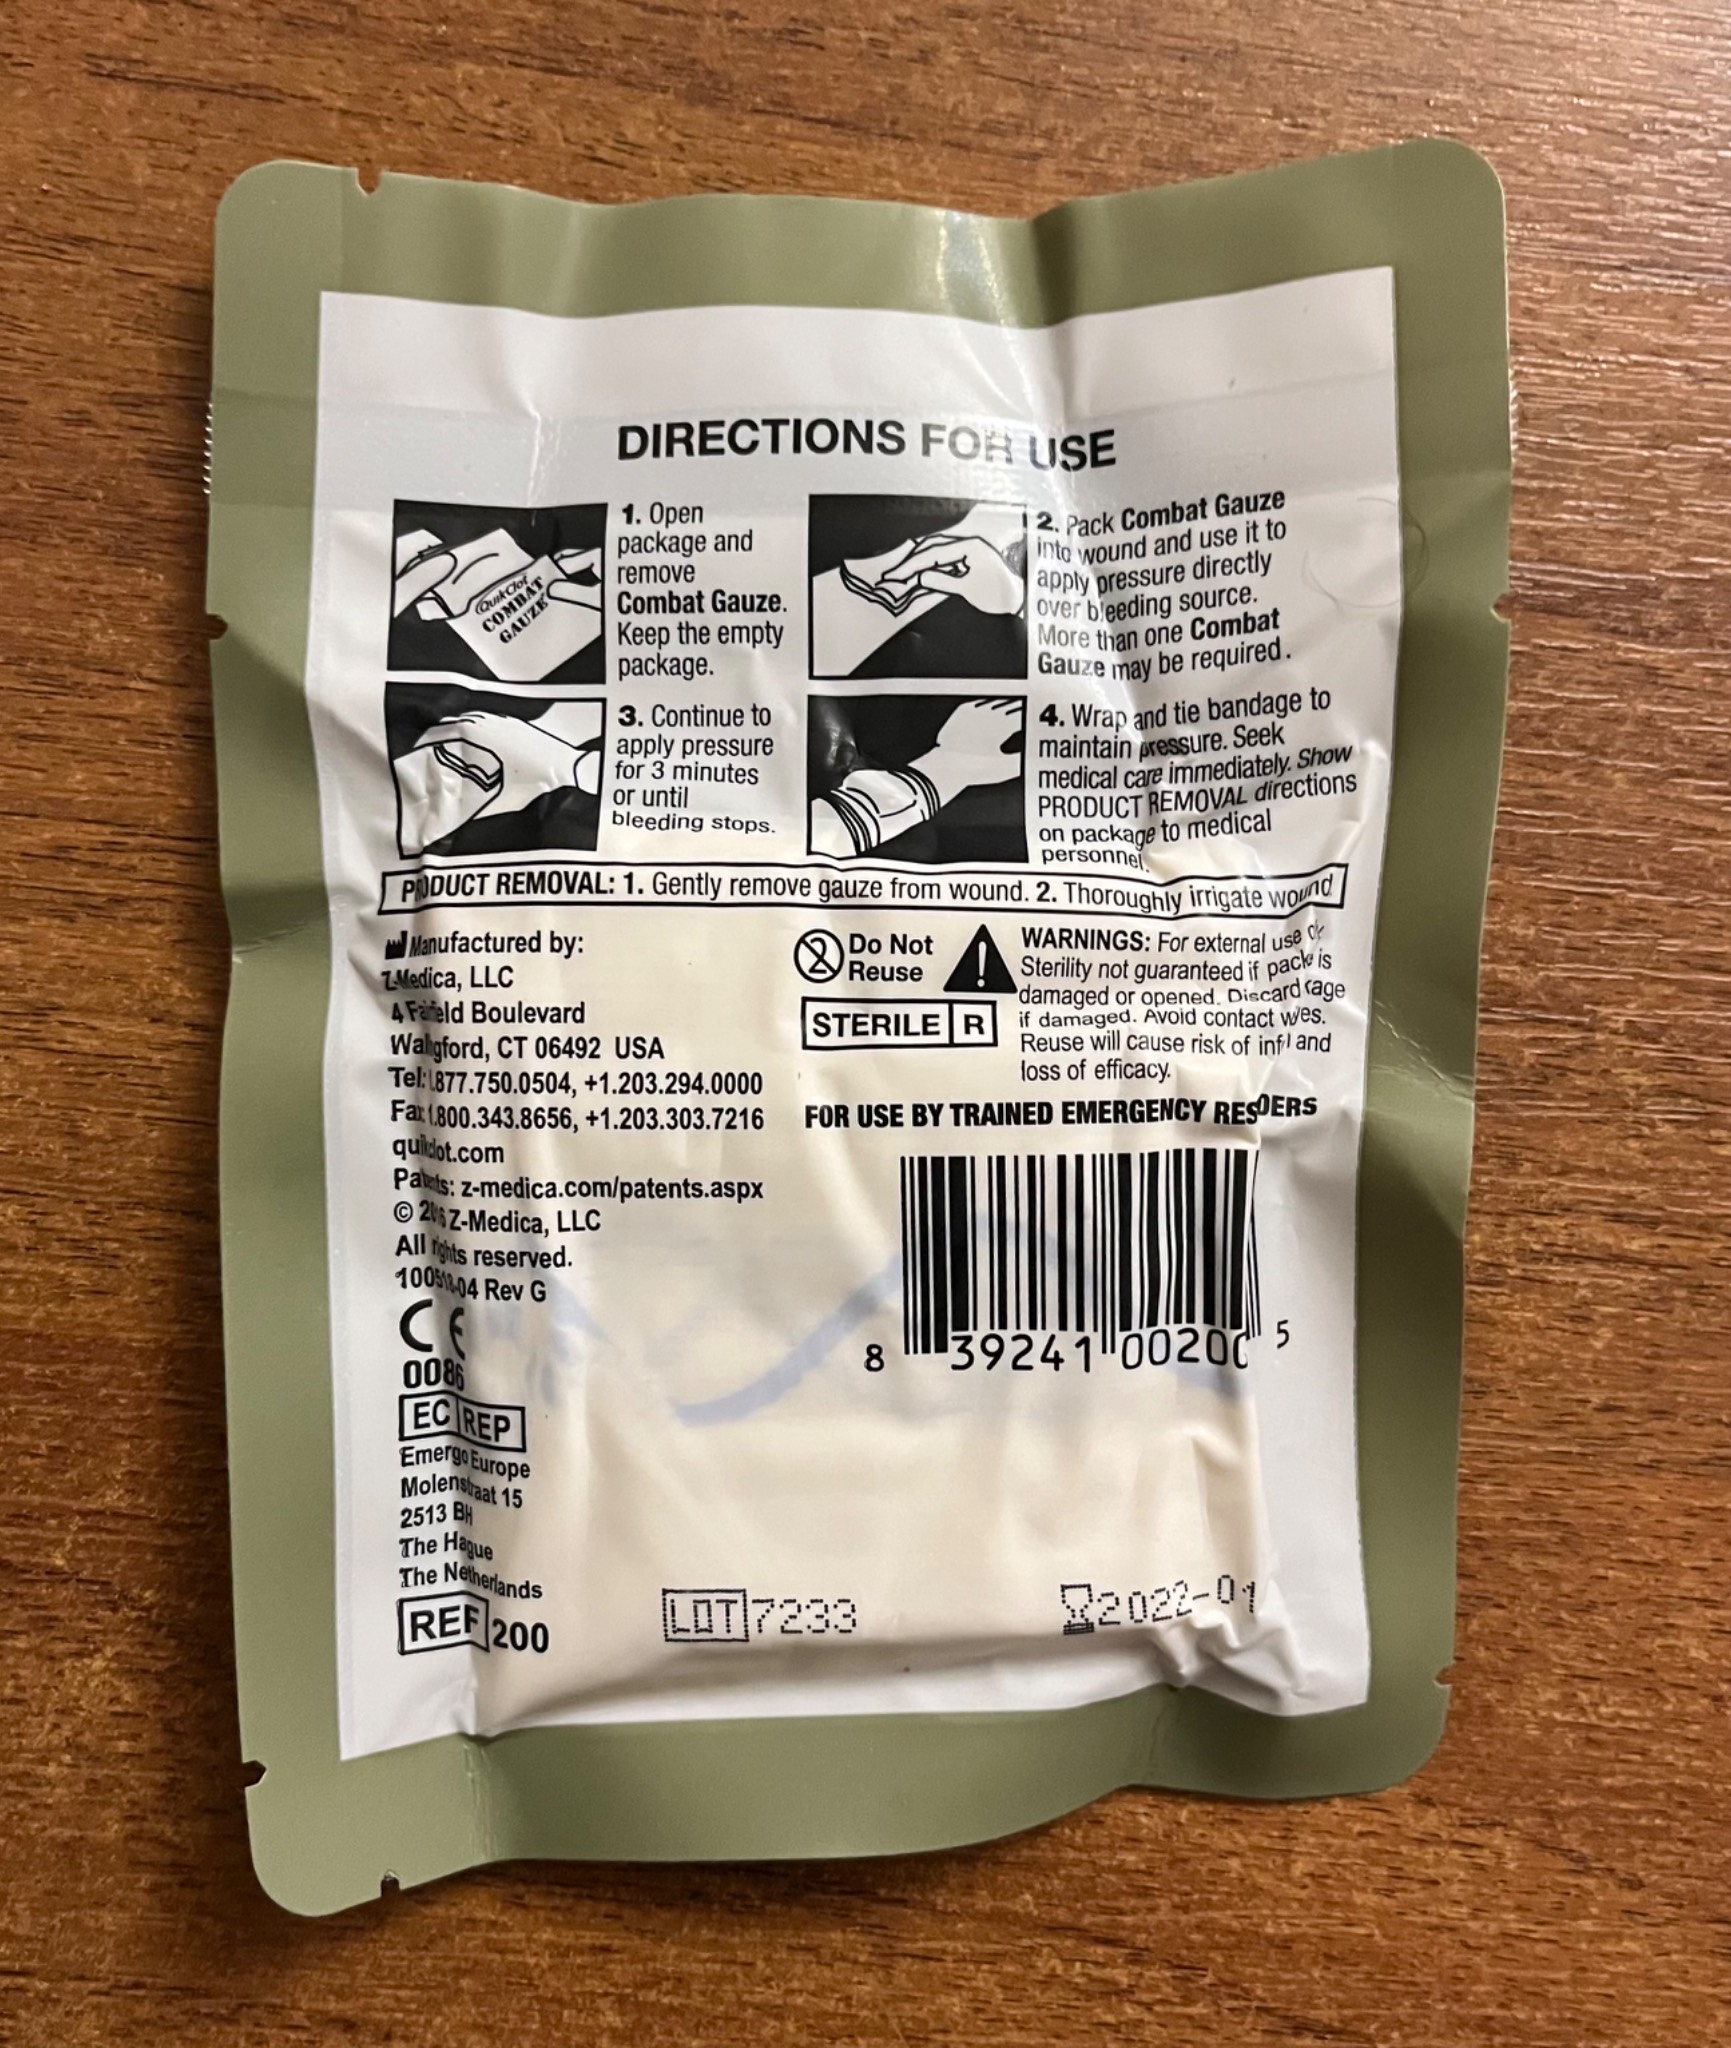 DIRECTIONS FOR USE
QuikClot
COMBAT
GAUZE
1. Open
package and
remove
Combat Gauze.
Keep the empty
package.
2. Pack Combat Gauze
into wound and use it to
apply pressure directly
over bleeding source.
More than one Combat
Gauze may be required.
3. Continue to
apply pressure
for 3 minutes
or until
bleeding stops.
4. Wrap and tie bandage to
maintain pressure. Seek
medical care immediately. Show
PRODUCT REMOVAL directions
on package to medical
personnel.
PRODUCT REMOVAL: 1. Gently remove gauze from wound. 2. Thoroughly irrigate wound
Manufactured by:
Z-Medica, LLC
4 Fairfield Boulevard
Wallingford, CT 06492 USA
Tel: 1.877.750.0504, +1.203.294.0000
Fax 1.800.343.8656, +1.203.303.7216
quikclot.com
Patents: z-medica.com/patents.aspx
© Z-Medica, LLC
All rights reserved.
Rev G
CE
0086
EC REP
Emergo Europe
Molenstraat 15
2513 BH
The Hague
The Netherlands
REF 200
2 Do Not
Reuse
STERILE R
WARNINGS: For external use
Sterility not guaranteed if package is
damaged or opened. Discard
if damaged. Avoid contact
Reuse will cause risk of and
loss of efficacy.
FOR USE BY TRAINED EMERGENCY
8 39241 00200 5
LOT 7233
2022-01